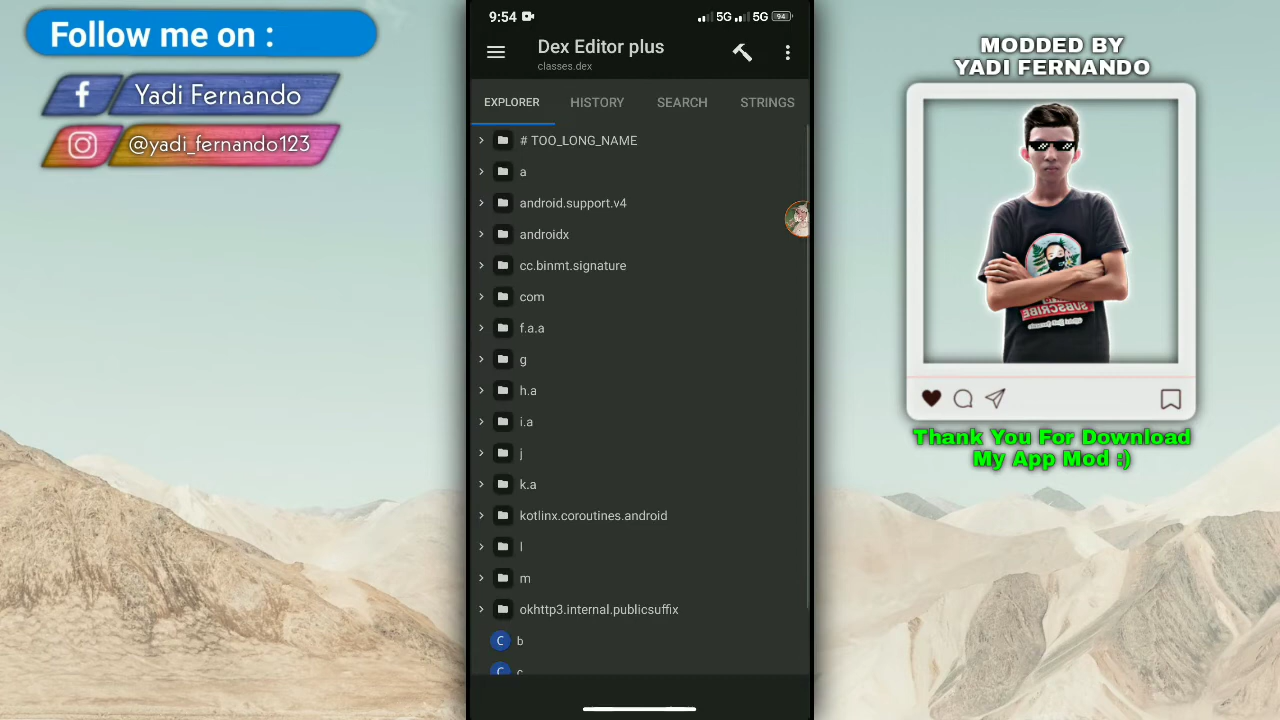 Follow me on :
Yadi Fernando
@yadi_fernando123
9:54
5G
5G
94
Dex Editor plus
classes.dex
EXPLORER
HISTORY
SEARCH
STRINGS
# TOO_LONG_NAME
a
android.support.v4
androidx
cc.binmt.signature
com
f.a.a
g
h.a
i.a
j
k.a
kotlinx.coroutines.android
l
m
okhttp3.internal.publicsuffix
C b
C c
MODDED BY
YADI FERNANDO
SUBSCRIBE
Thank You For Download
My App Mod :)